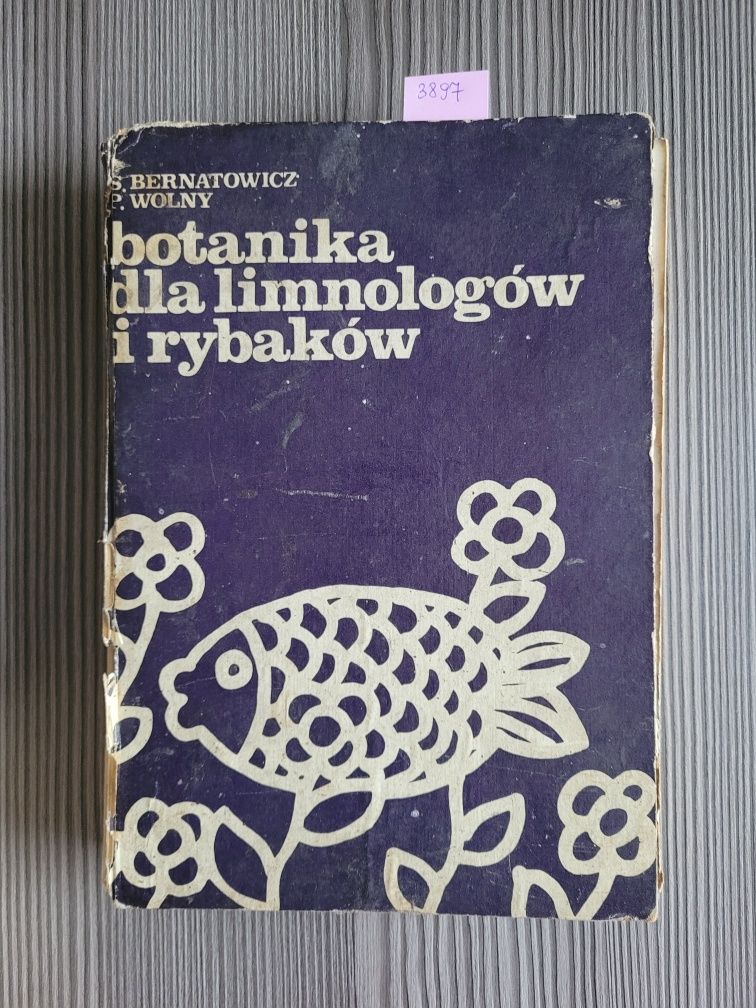 3897
S. BERNATOWICZ
P. WOLNY
botanika
dla limnologów
i rybaków